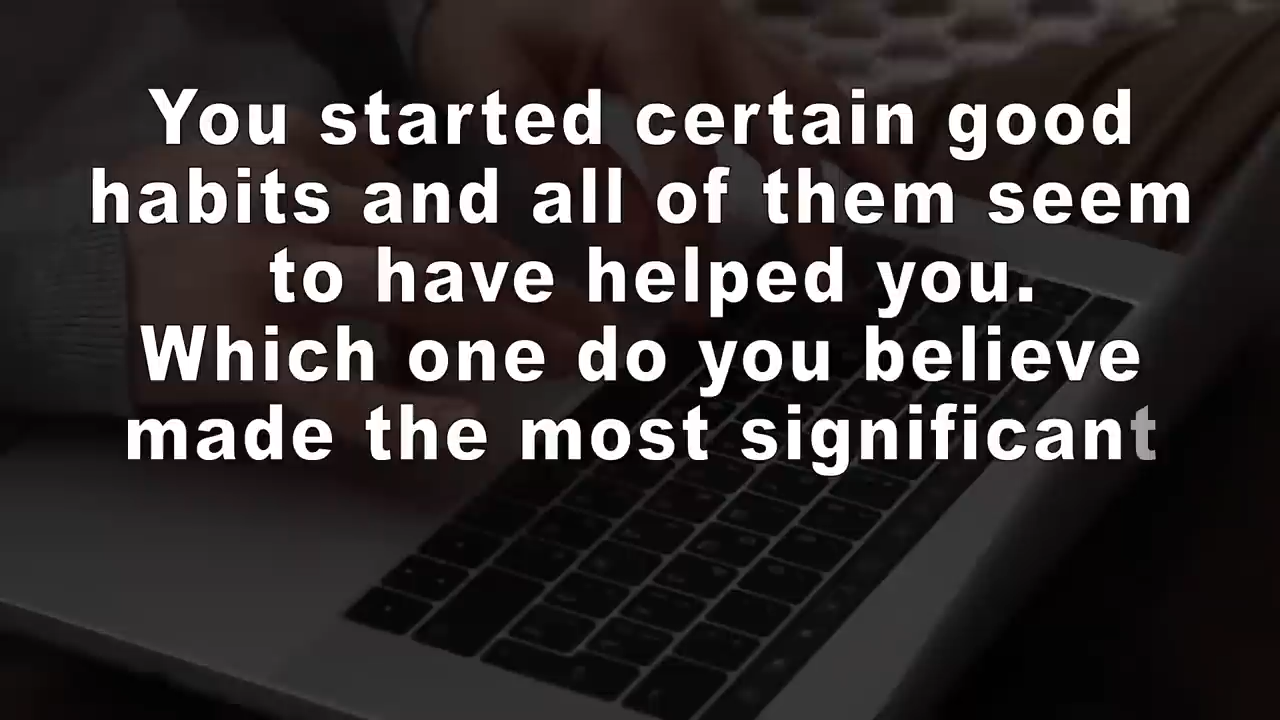 You started certain good
habits and all of them seem
to have helped you.
Which one do you believe
made the most significant